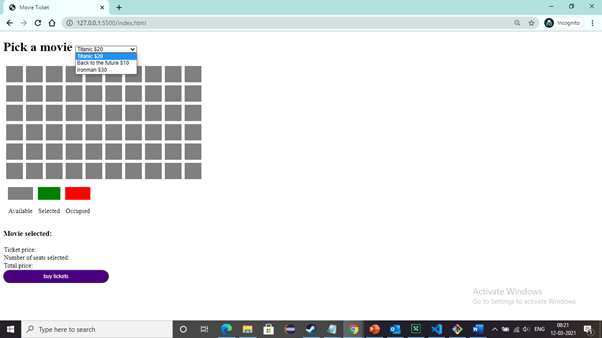 Movie Ticket
127.0.0.1:5500/index.html
Incognito
Pick a movie
Titanic $20
Titanic $20
Back to the future $10
Ironman $30
Available Selected Occupied
Movie selected:
Ticket price:
Number of seats selected:
Total price:
buy tickets
Activate Windows
Go to Settings to activate Windows.
Type here to search
ENG
08:21
12-03-2021